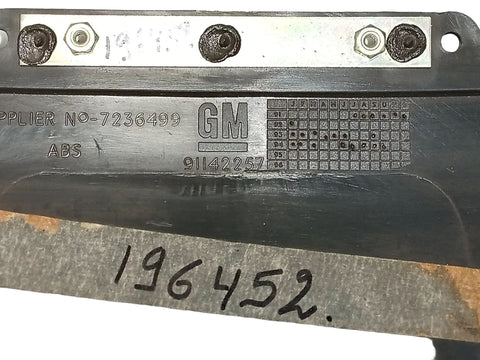 PPLIER Nº-7236499
ABS
GM
91142257
196452.